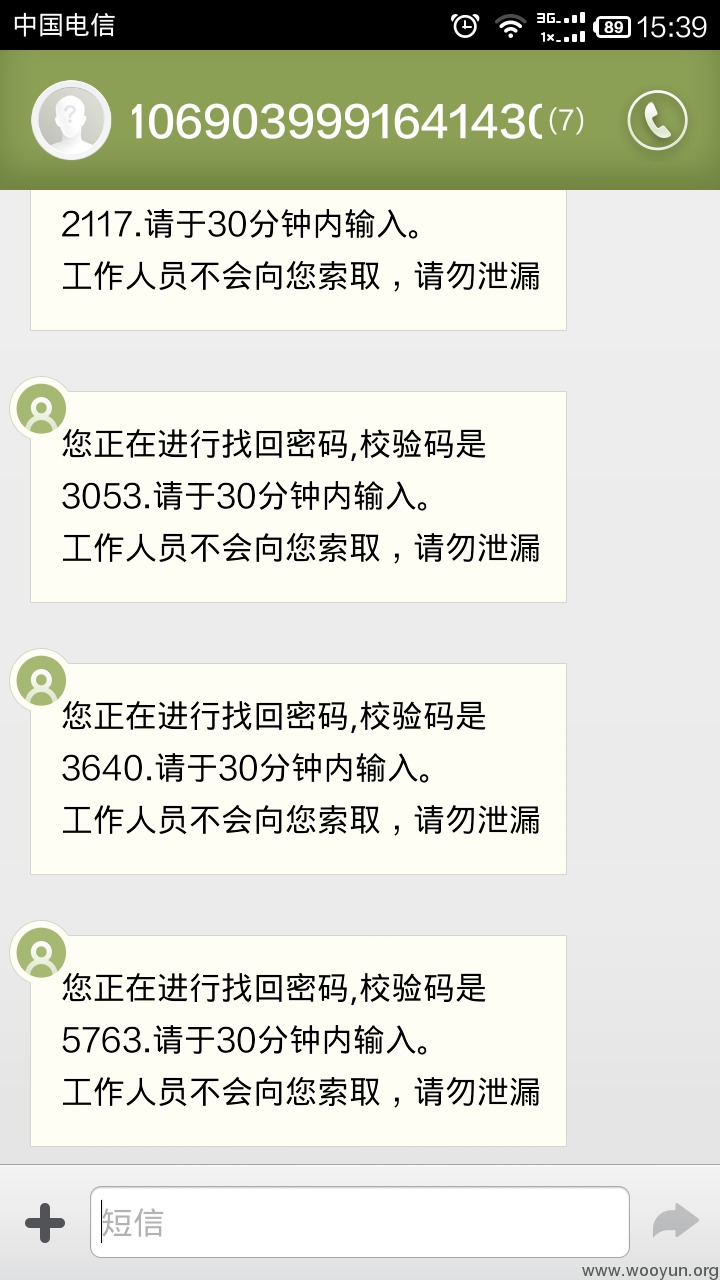 中国电信
3G
1×
89
15:39
1069039999164143
(7)
2117.请于30分钟内输入。
工作人员不会向您索取，请勿泄漏
您正在进行找回密码,校验码是
3053.请于30分钟内输入。
工作人员不会向您索取，请勿泄漏
您正在进行找回密码,校验码是
3640.请于30分钟内输入。
工作人员不会向您索取，请勿泄漏
您正在进行找回密码,校验码是
5763.请于30分钟内输入。
工作人员不会向您索取，请勿泄漏
短信
www.wooyun.org